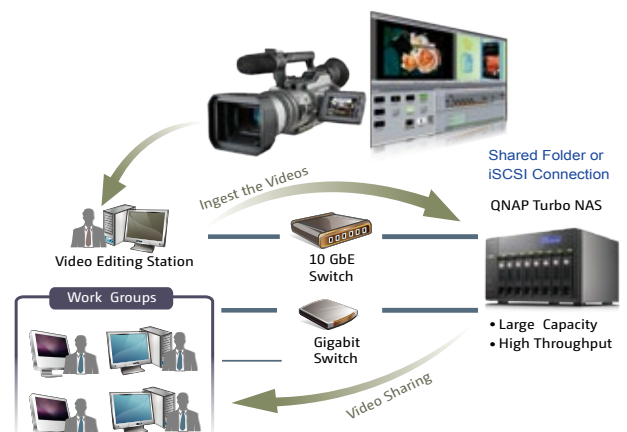 Shared Folder or
iSCSI Connection
QNAP Turbo NAS
Ingest the Videos
Video Editing Station
10 GbE
Switch
Work Groups
• Large Capacity
• High Throughput
Gigabit
Switch
Video Sharing